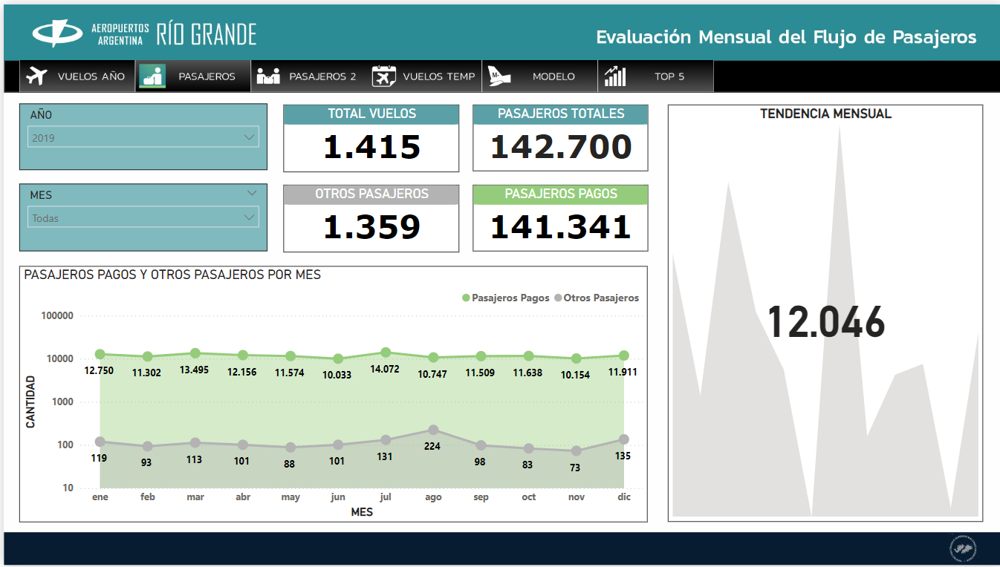 AEROPUERTOS
ARGENTINA
RÍO GRANDE
Evaluación Mensual del Flujo de Pasajeros
VUELOS AÑO
PASAJEROS
PASAJEROS 2
VUELOS TEMP
M-
MODELO
TOP 5
AÑO
2019
MES
Todas
TOTAL VUELOS
1.415
PASAJEROS TOTALES
142.700
OTROS PASAJEROS
1.359
PASAJEROS PAGOS
141.341
TENDENCIA MENSUAL
12.046
PASAJEROS PAGOS Y OTROS PASAJEROS POR MES
Pasajeros Pagos Otros Pasajeros
CANTIDAD
100000
10000
1000
100
10
12.750 11.302 13.495 12.156 11.574 10.033 14.072 10.747 11.509 11.638 10.154 11.911
119 93 113 101 88 101 131 224 98 83 73 135
ene feb mar abr may jun jul ago sep oct nov dic
MES